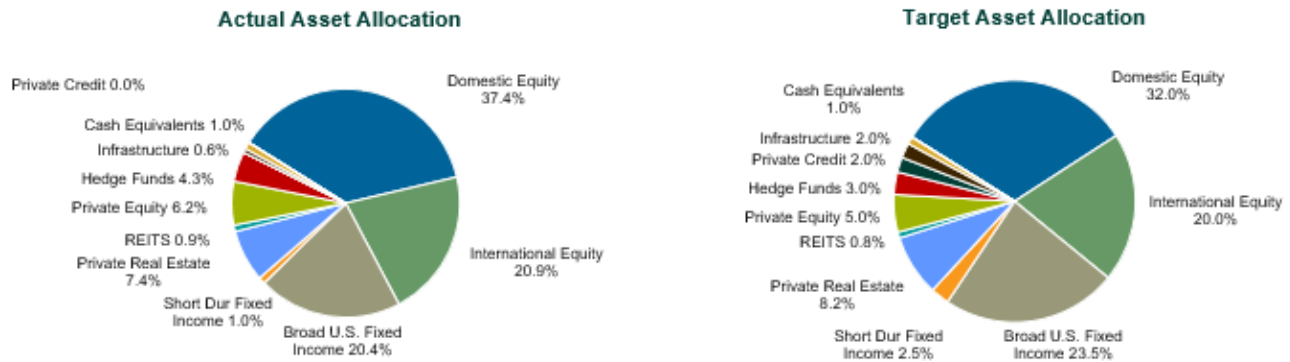 Actual Asset Allocation
Private Credit 0.0%
Domestic Equity
37.4%
Cash Equivalents 1.0%
Infrastructure 0.6%
Hedge Funds 4.3%
Private Equity 6.2%
REITS 0.9%
Private Real Estate
7.4%
International Equity
20.9%
Short Dur Fixed
Income 1.0%
Broad U.S. Fixed
Income 20.4%
Target Asset Allocation
Domestic Equity
32.0%
Cash Equivalents
1.0%
Infrastructure 2.0%
Private Credit 2.0%
Hedge Funds 3.0%
Private Equity 5.0%
REITS 0.8%
International Equity
20.0%
Private Real Estate
8.2%
Short Dur Fixed
Income 2.5%
Broad U.S. Fixed
Income 23.5%